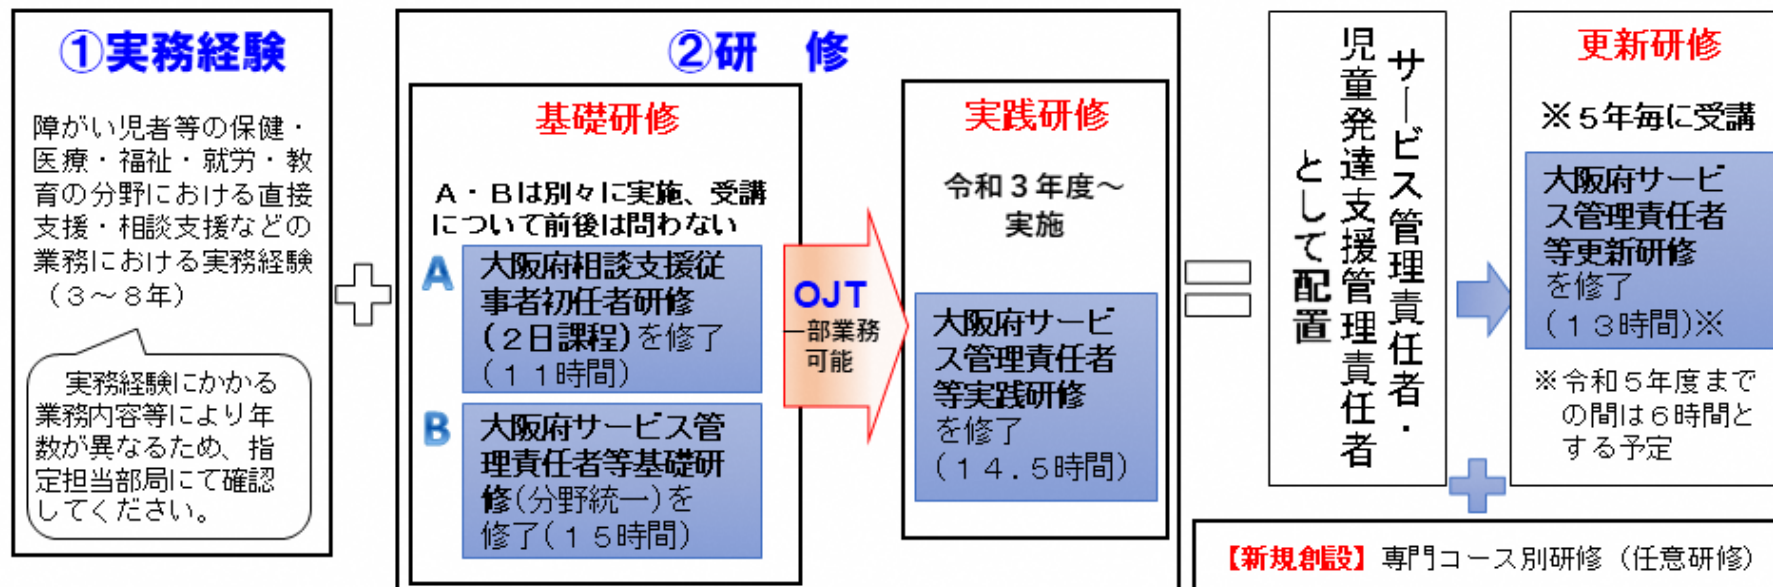 ①実務経験
障がい児者等の保健・
医療・福祉・就労・教
育の分野における直接
支援・相談支援などの
業務における実務経験
（３～８年）
実務経験にかかる
業務内容等により年
数が異なるため、指
定担当部局にて確認
してください。
②研　修
基礎研修
Ａ・Ｂは別々に実施、受講
について前後は問わない
A
大阪府相談支援従
事者初任者研修
（２日課程）を修了
（１１時間）
B
大阪府サービス管
理責任者等基礎研
修(分野統一)を
修了(１５時間)
OJT
一部業務
可能
実践研修
令和３年度～
実施
大阪府サービ
ス管理責任者
等実践研修
を修了
（１４.５時間）
サービス管理責任者・
児童発達支援管理責任者
として配置
更新研修
※５年毎に受講
大阪府サービ
ス管理責任者
等更新研修
を修了
(１３時間)※
※令和５年度まで
の間は６時間と
する予定
【新規創設】専門コース別研修（任意研修）